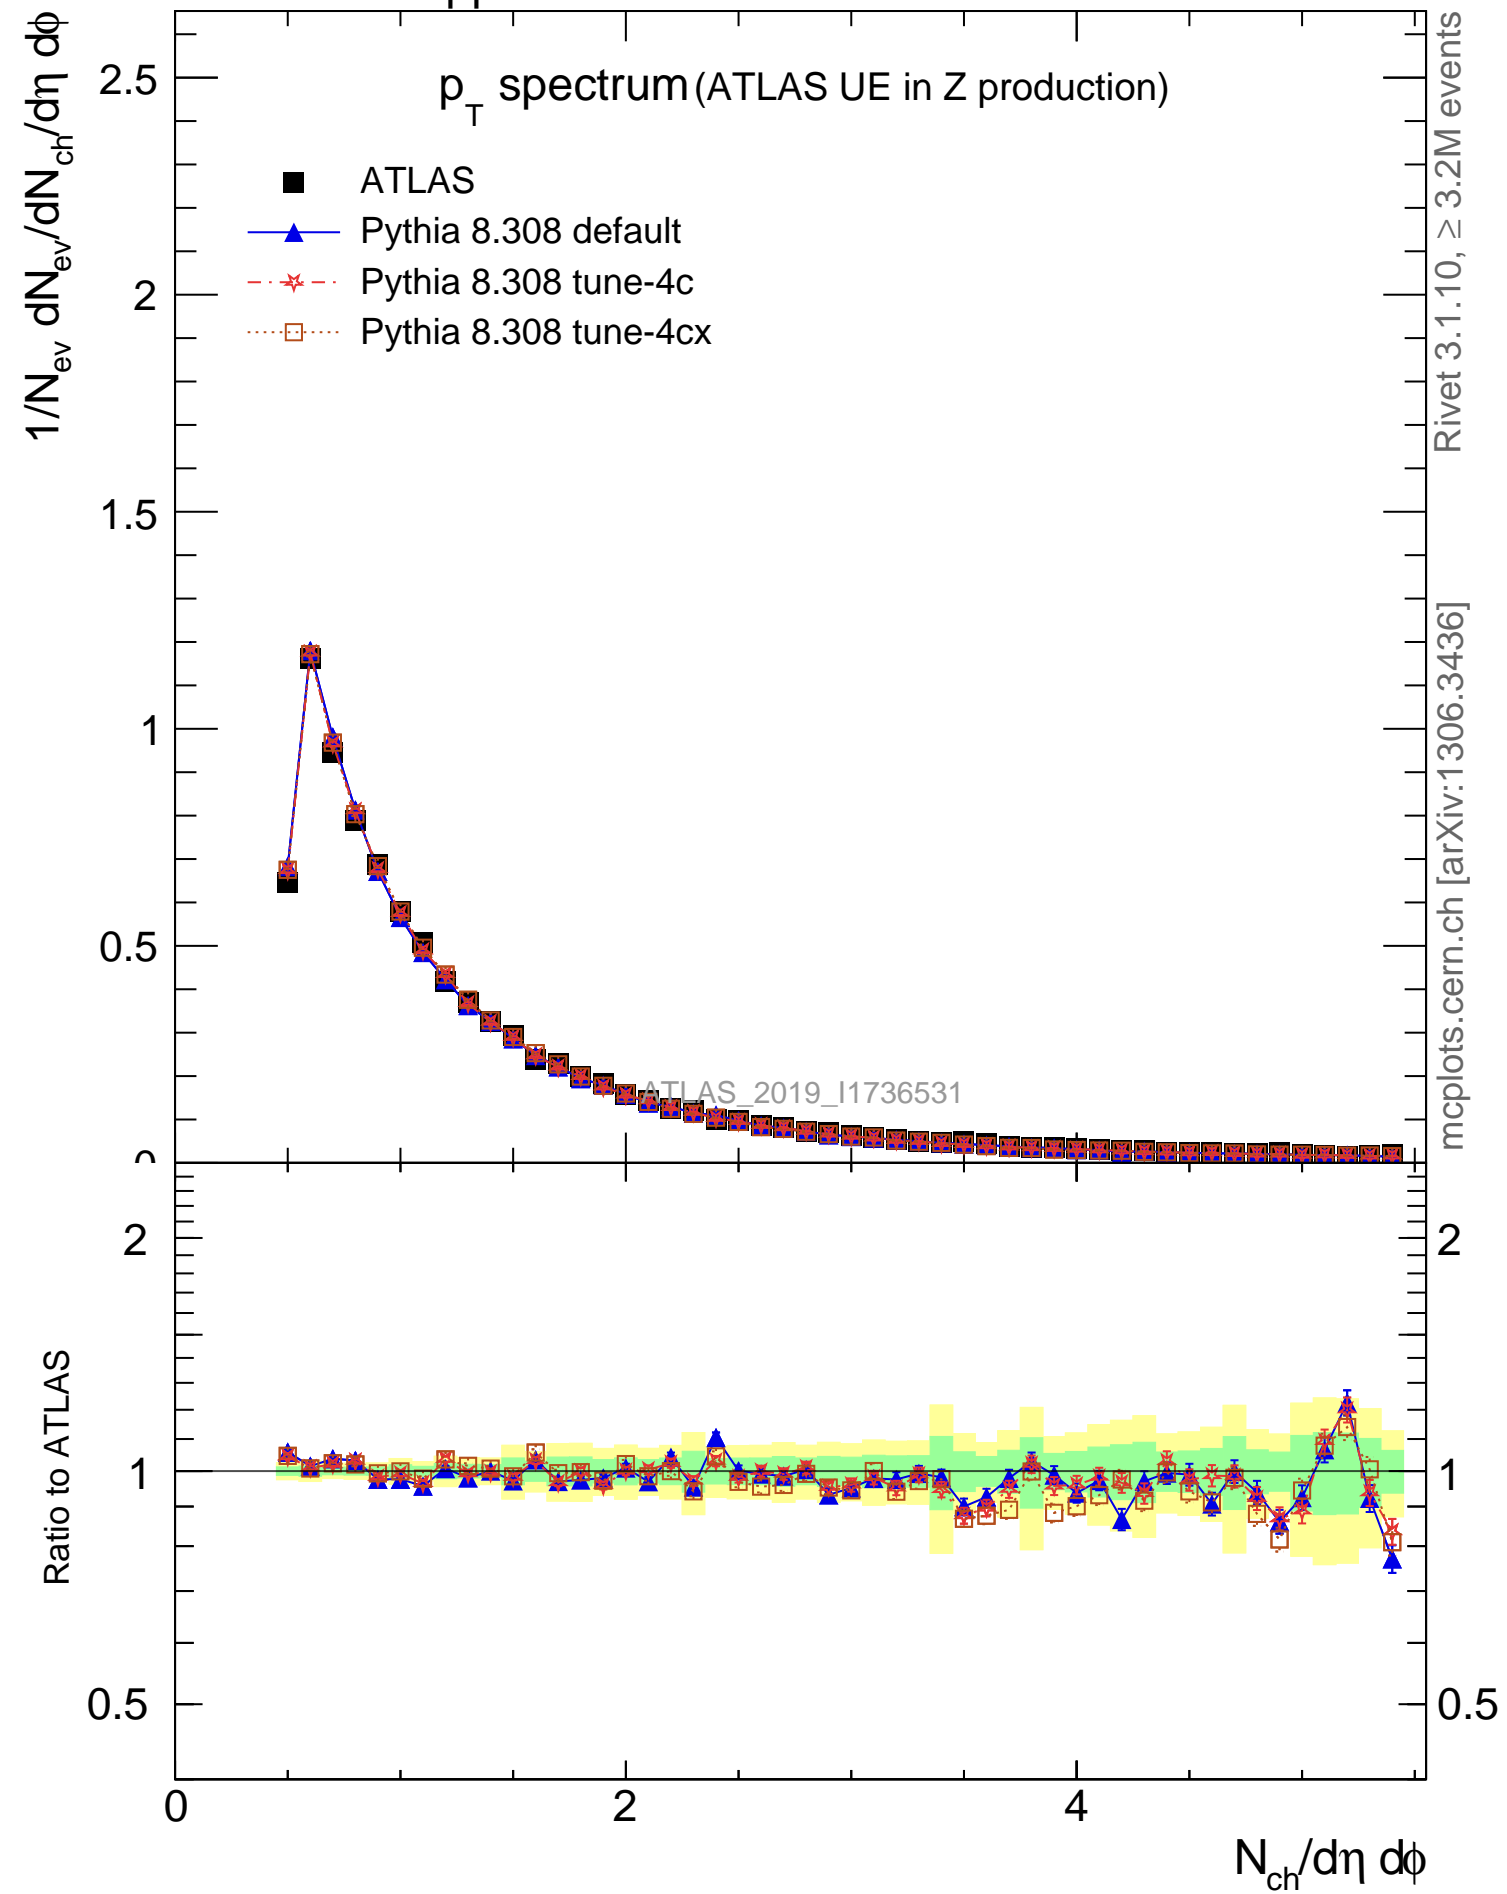 1/N_ev dN_ev/dN_ch/dη dϕ
p_T spectrum (ATLAS UE in Z production)
ATLAS
Pythia 8.308 default
Pythia 8.308 tune-4c
Pythia 8.308 tune-4cx
2.5
2
1.5
1
0.5
0
ATLAS_2019_I1736531
Rivet 3.1.10, ≥ 3.2M events
mcplots.cern.ch [arXiv:1306.3436]
Ratio to ATLAS
2
1
0.5
2
1
0.5
0
2
4
N_ch/dη dϕ